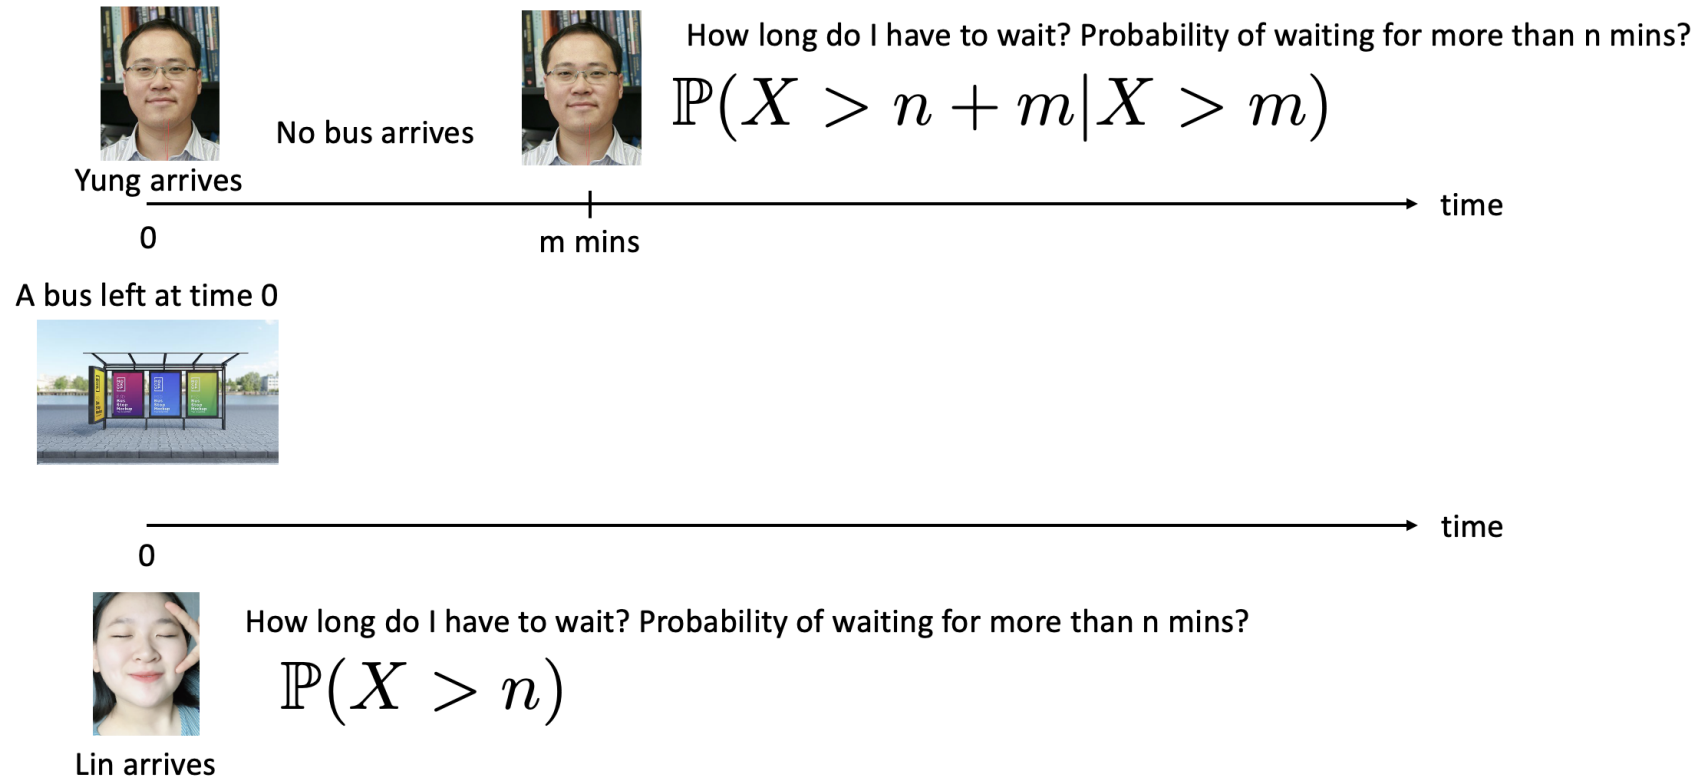 How long do I have to wait? Probability of waiting for more than n mins?
ℙ(X > n + m|X > m)
No bus arrives
Yung arrives
time
0
m mins
A bus left at time 0
time
0
How long do I have to wait? Probability of waiting for more than n mins?
ℙ(X > n)
Lin arrives